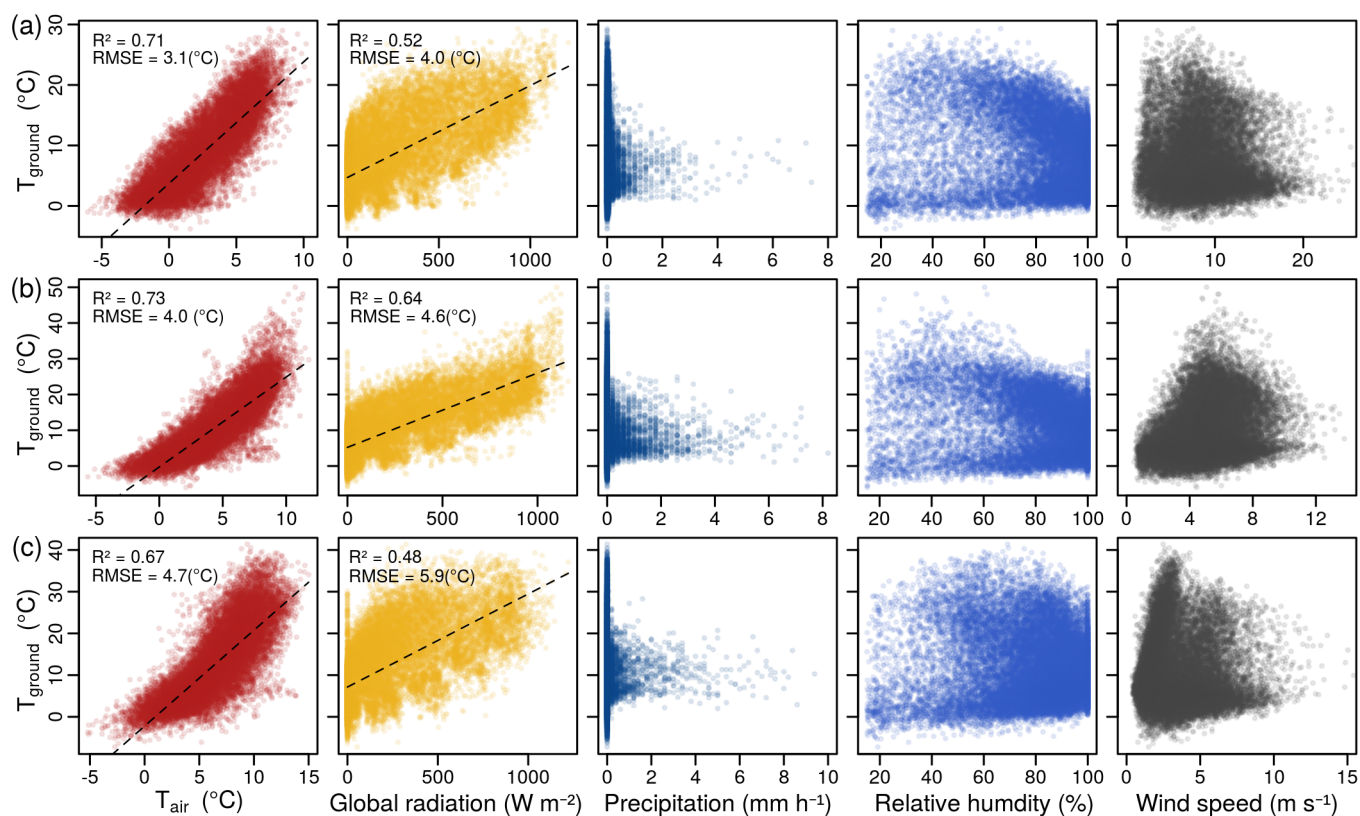 (a)
T_ground (°C)
0 10 20 30
R² = 0.71
RMSE = 3.1(°C)
R² = 0.52
RMSE = 4.0 (°C)
-5 0 5 10
0 500 1000
0 2 4 6 8
20 40 60 80 100
0 10 20
(b)
T_ground (°C)
0 10 20 30 40 50
R² = 0.73
RMSE = 4.0 (°C)
R² = 0.64
RMSE = 4.6(°C)
-5 0 5 10
0 500 1000
0 2 4 6 8
20 40 60 80 100
0 4 8 12
(c)
T_ground (°C)
0 10 20 30 40
R² = 0.67
RMSE = 4.7(°C)
R² = 0.48
RMSE = 5.9(°C)
-5 0 5 10 15
0 500 1000
0 2 4 6 8 10
20 40 60 80 100
0 5 10 15
T_air (°C)
Global radiation (W m⁻²)
Precipitation (mm h⁻¹)
Relative humdity (%)
Wind speed (m s⁻¹)